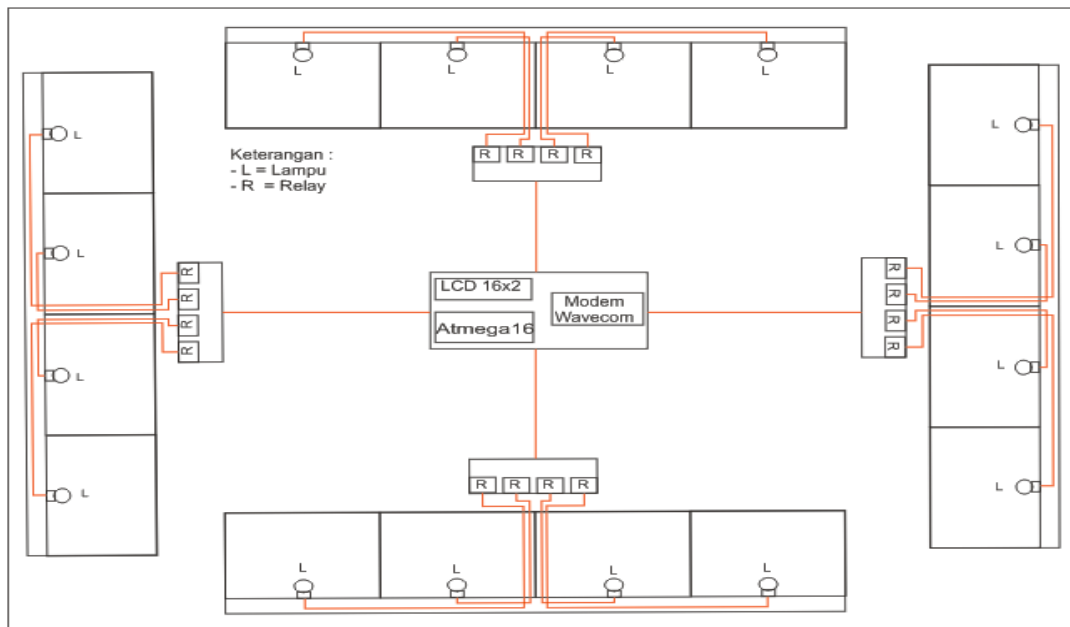 L L L L
R R R R
Keterangan :
- L = Lampu
- R = Relay
L
L
L
L
R
R
R
R
LCD 16x2
Atmega16
Modem
Wavecom
R
R
R
R
L
L
L
L
R R R R
L L L L